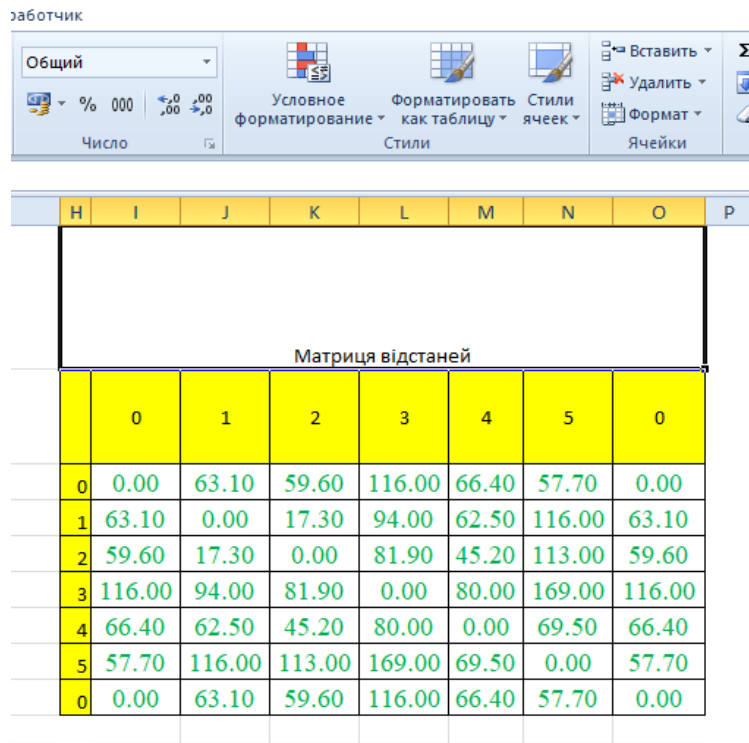 работчик
Общий
% 000 ,00 ,00
Условное форматирование
Форматировать как таблицу
Стили ячеек
Вставить
Удалить
Формат
Σ
Число Стили Ячейки
H I J K L M N O P
Матриця відстаней
0 1 2 3 4 5 0
0 0.00 63.10 59.60 116.00 66.40 57.70 0.00
1 63.10 0.00 17.30 94.00 62.50 116.00 63.10
2 59.60 17.30 0.00 81.90 45.20 113.00 59.60
3 116.00 94.00 81.90 0.00 80.00 169.00 116.00
4 66.40 62.50 45.20 80.00 0.00 69.50 66.40
5 57.70 116.00 113.00 169.00 69.50 0.00 57.70
0 0.00 63.10 59.60 116.00 66.40 57.70 0.00